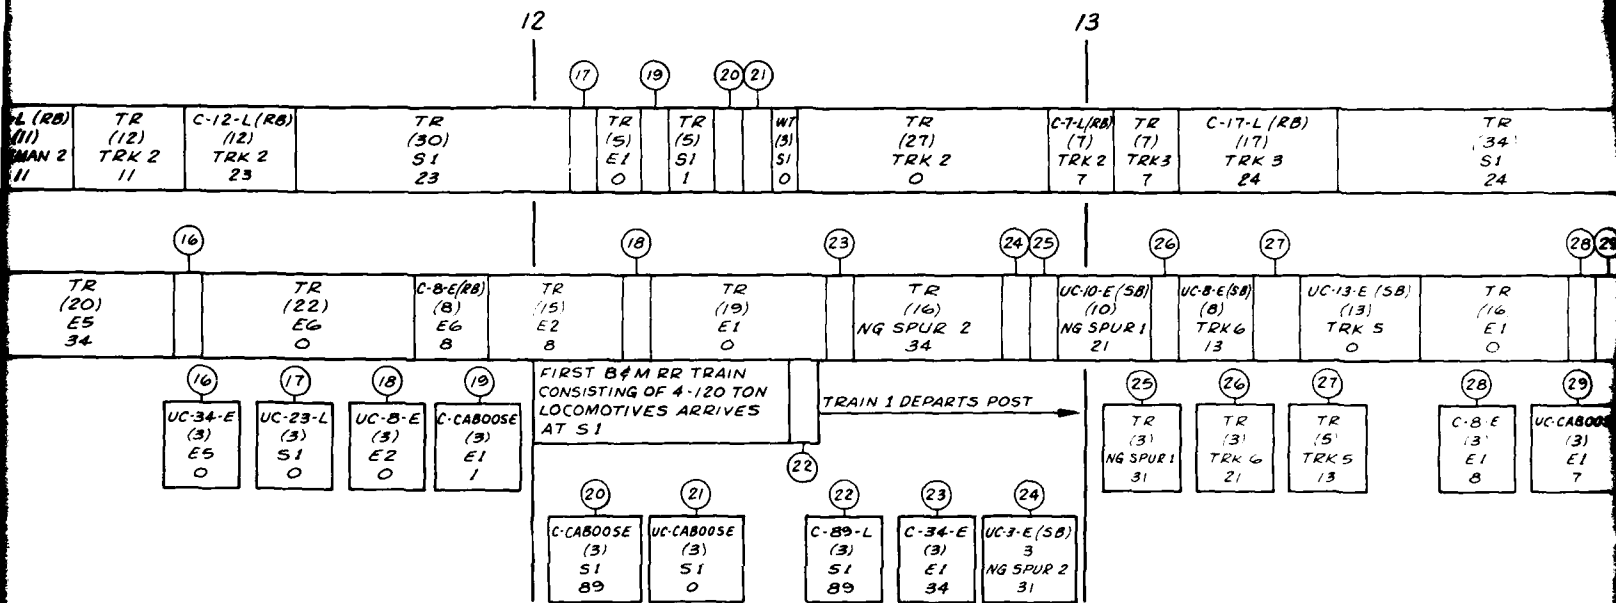 12
13
17
19
20
21
L (RB)
(11)
11
TR
(12)
TRK 2
11
C-12-L (RB)
(12)
TRK 2
23
TR
(30)
S1
23
TR
(5)
E1
0
TR
(5)
S1
1
WT
(3)
S1
0
TR
(27)
TRK 2
0
C-7-L (RB)
(7)
TRK 2
7
TR
(7)
TRK 3
7
C-17-L (RB)
(17)
TRK 3
24
TR
(34)
S1
24
16
18
23
24
25
26
27
28
29
TR
(20)
E5
34
TR
(22)
E6
0
C-8-E (RB)
(8)
E6
8
TR
(15)
E2
8
TR
(19)
E1
0
TR
(16)
NG SPUR 2
34
UC-10-E (SB)
(10)
NG SPUR 1
21
UC-8-E (SB)
(8)
TRK 6
13
UC-13-E (SB)
(13)
TRK 5
0
TR
(16
E1
0
FIRST B&M RR TRAIN
CONSISTING OF 4-120 TON
LOCOMOTIVES ARRIVES
AT S1
TRAIN 1 DEPARTS POST
16
UC-34-E
(3)
E5
0
17
UC-23-L
(3)
S1
0
18
UC-8-E
(3)
E2
0
19
C-CABOOSE
(3)
E1
1
22
25
TR
(3)
NG SPUR 1
31
26
TR
(3)
TRK 6
21
27
TR
(5)
TRK 5
13
28
C-8-E
(3)
E1
8
29
UC-CABOOSE
(3)
E1
7
20
C-CABOOSE
(3)
S1
89
21
UC-CABOOSE
(3)
S1
0
22
C-89-L
(3)
S1
89
23
C-34-E
(3)
E1
34
24
UC-3-E (SB)
3
NG SPUR 2
31